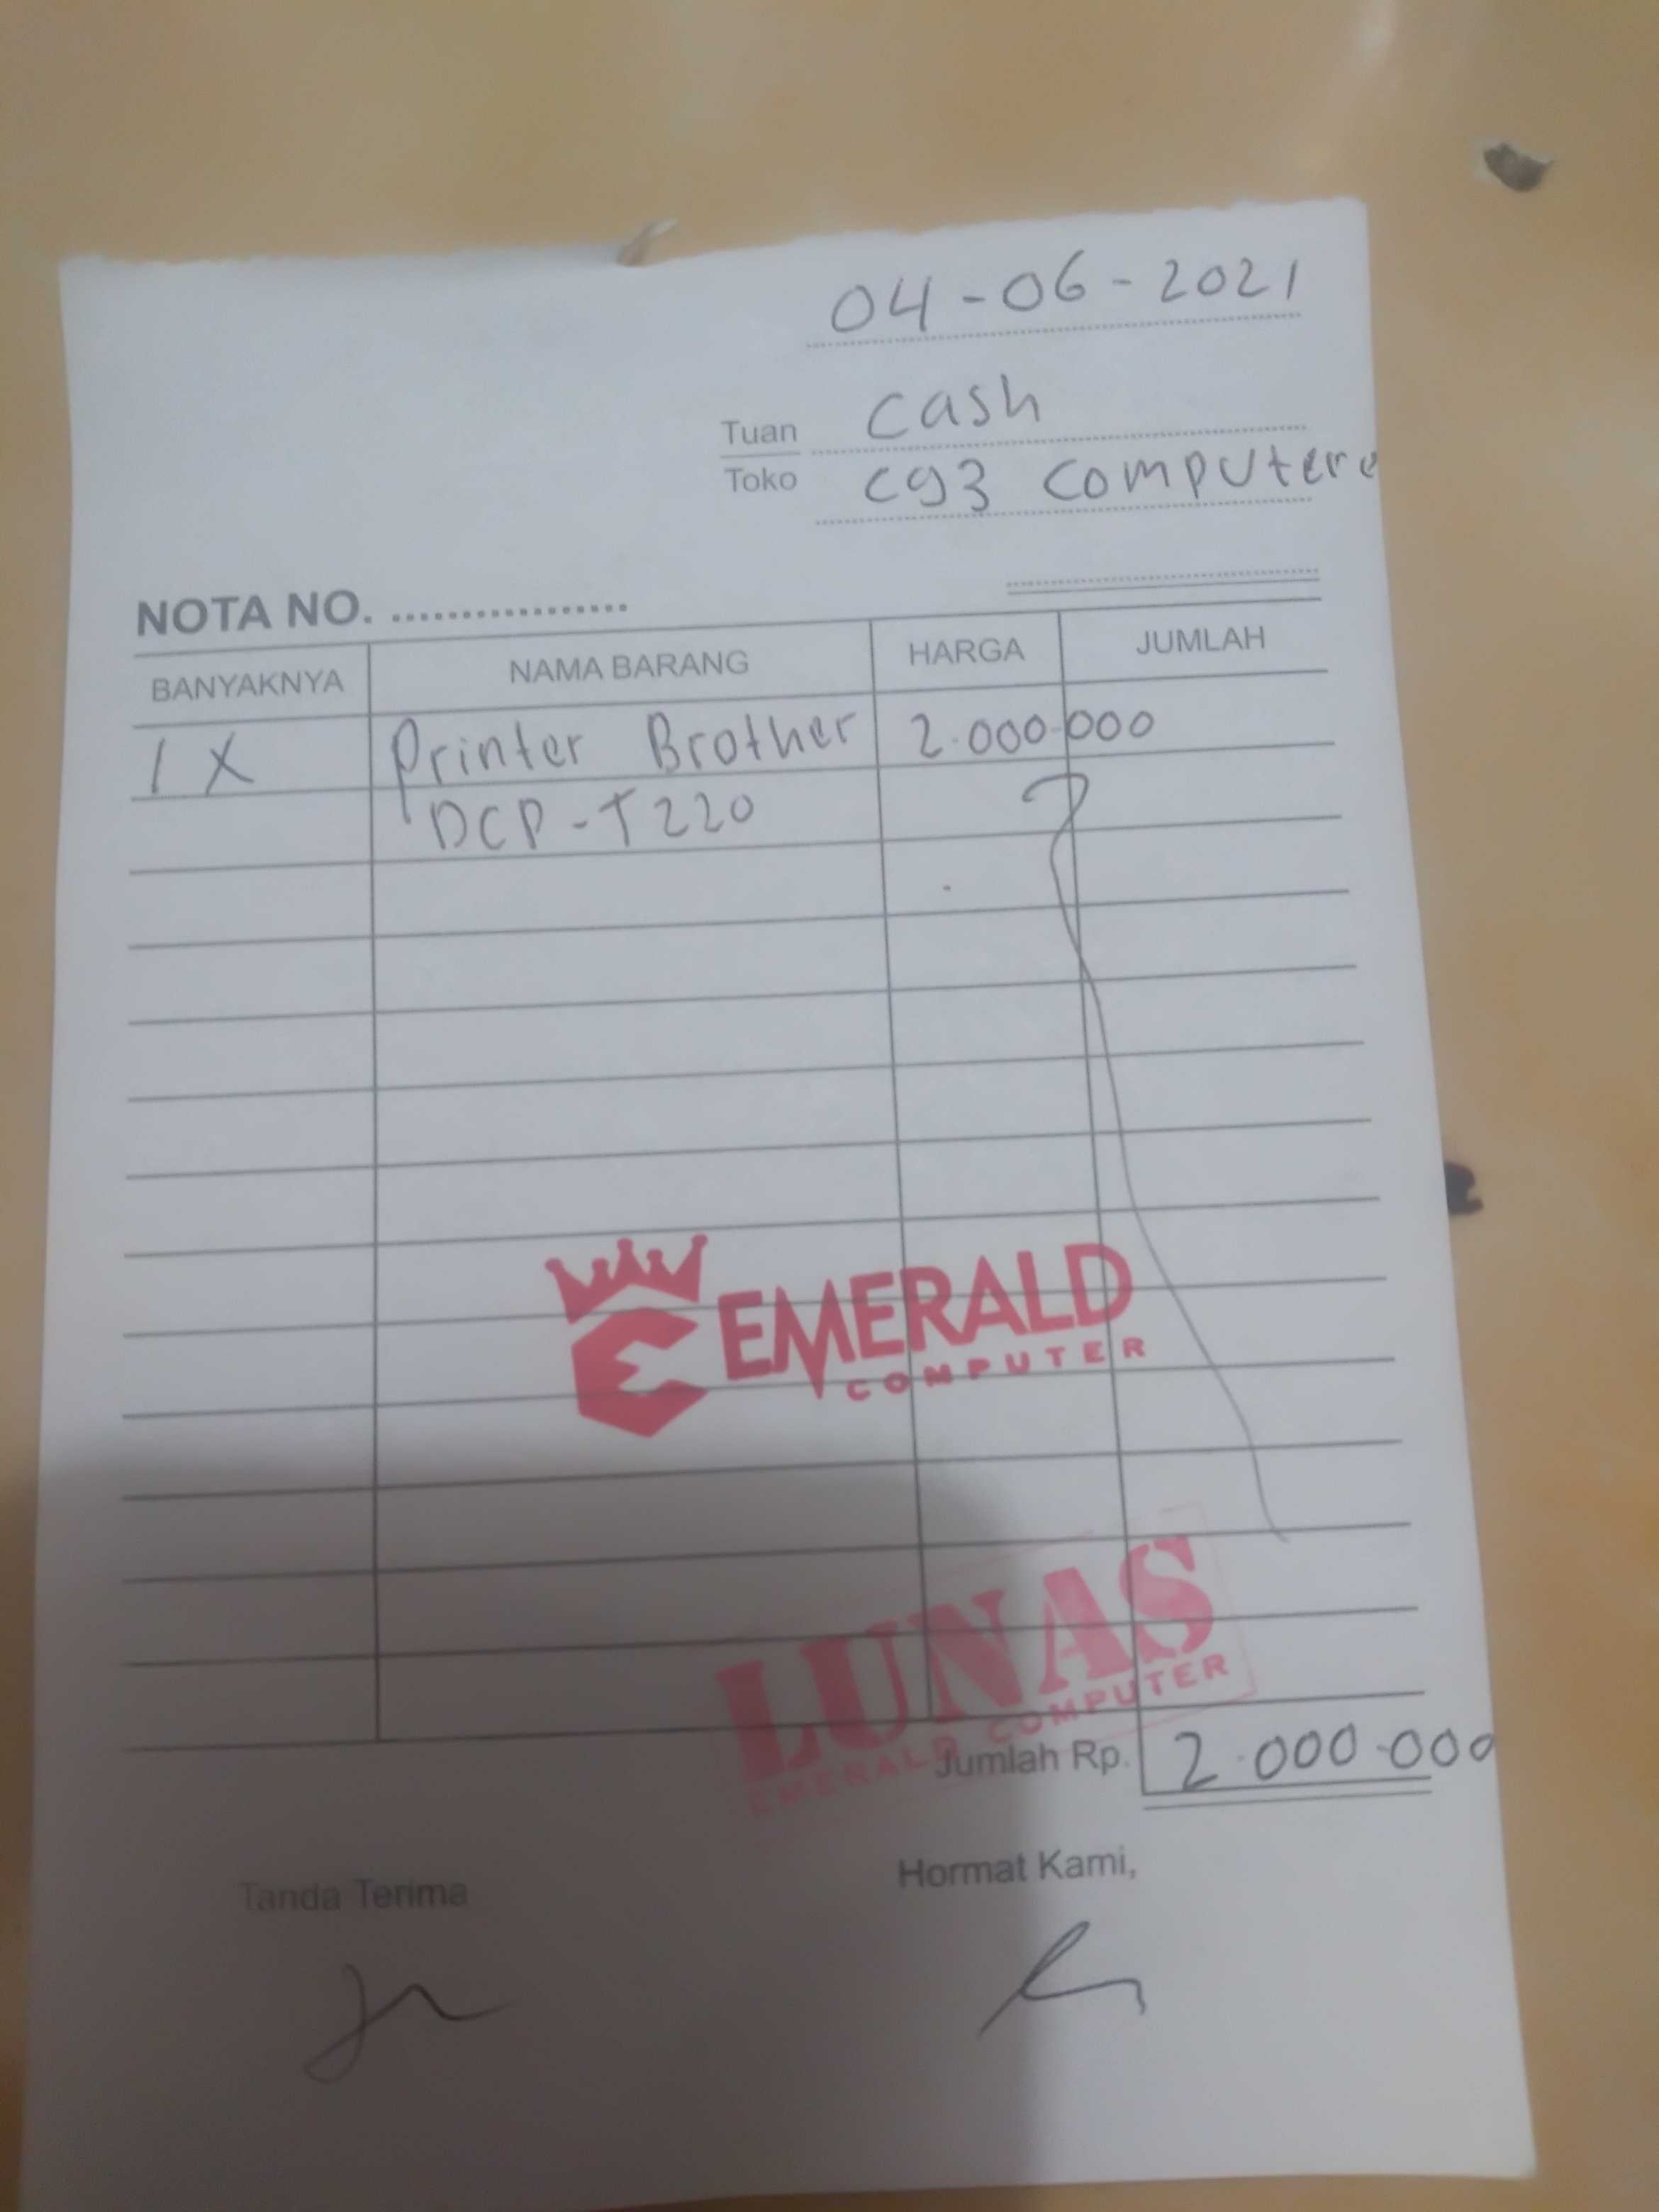 04-06-2021
Tuan cash
Toko cg3 computere
NOTA NO. ..................
BANYAKNYA NAMA BARANG HARGA JUMLAH
1 X Printer Brother 2.000.000
DCP-T220
EMERALD
COMPUTER
LUNAS
EMERALD COMPUTER
Jumlah Rp. 2.000.000
Tanda Terima Hormat Kami,